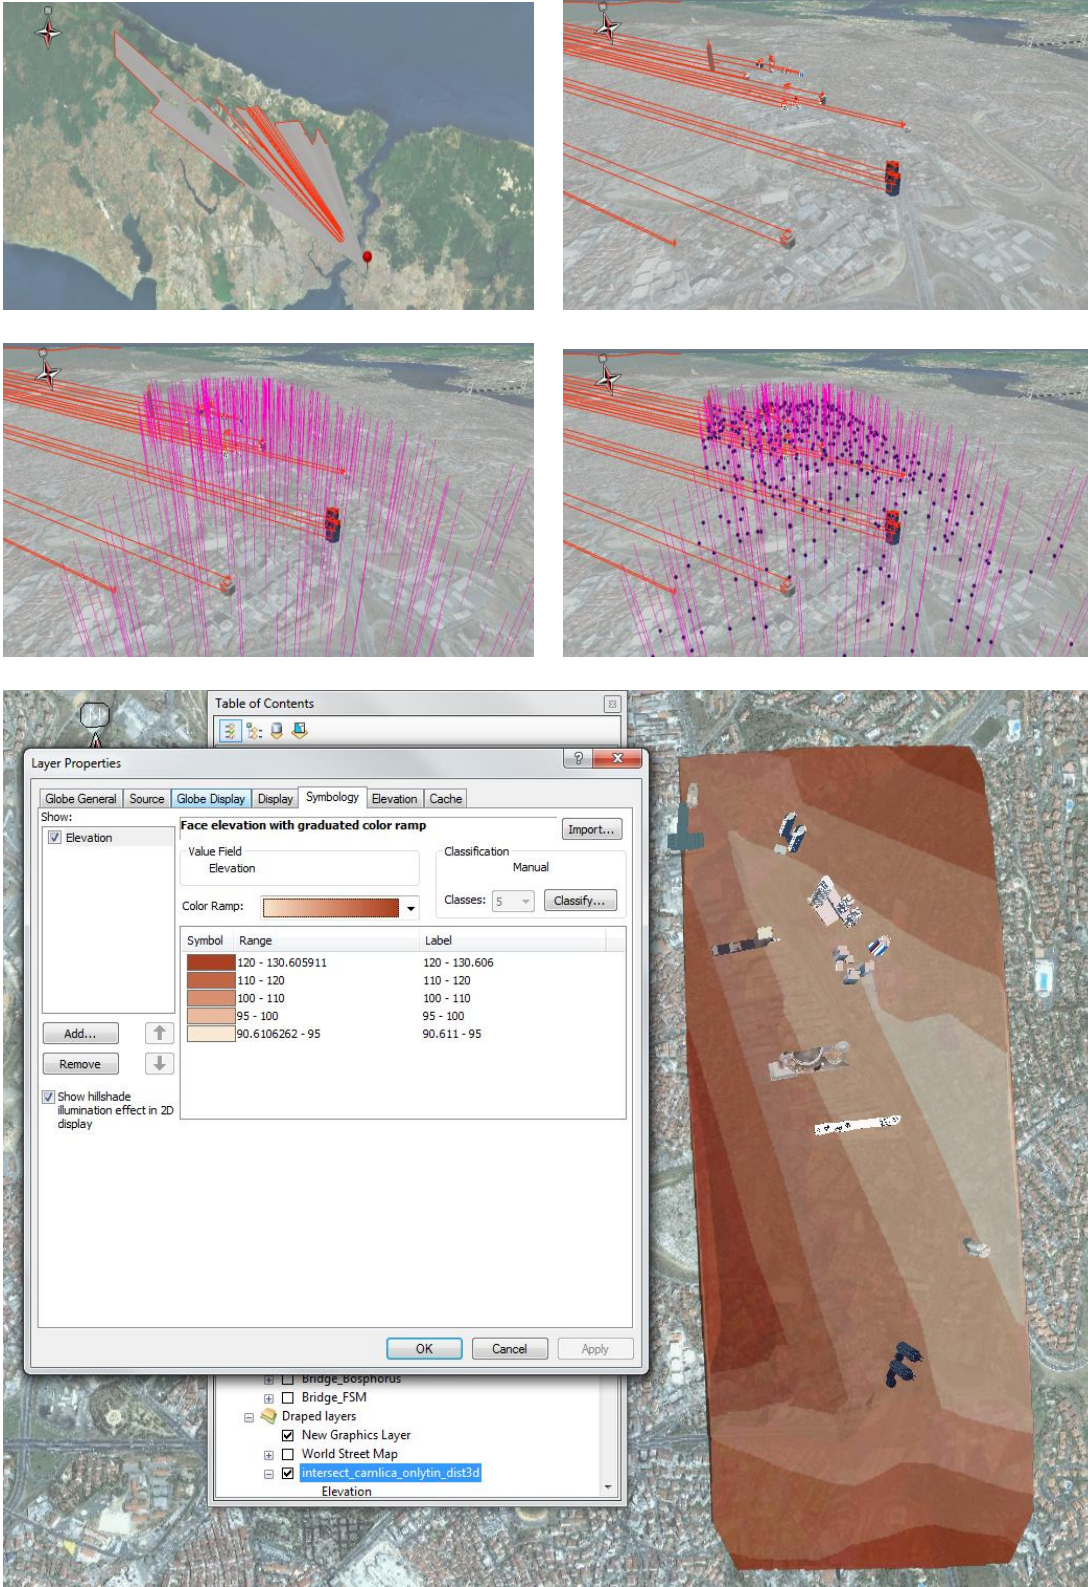 Table of Contents
Layer Properties
Globe General Source Globe Display Display Symbology Elevation Cache
Show:
Elevation
Face elevation with graduated color ramp
Import...
Value Field
Elevation
Classification
Manual
Color Ramp:
Classes: 5 Classify...
Symbol Range Label
120 - 130.605911 120 - 130.606
110 - 120 110 - 120
100 - 110 100 - 110
95 - 100 95 - 100
90.6106262 - 95 90.611 - 95
Add...
Remove
Show hillshade
illumination effect in 2D
display
OK Cancel Apply
Bridge_Bosphorus
Bridge_FSM
Draped layers
New Graphics Layer
World Street Map
intersect_camlica_onlytin_dist3d
Elevation